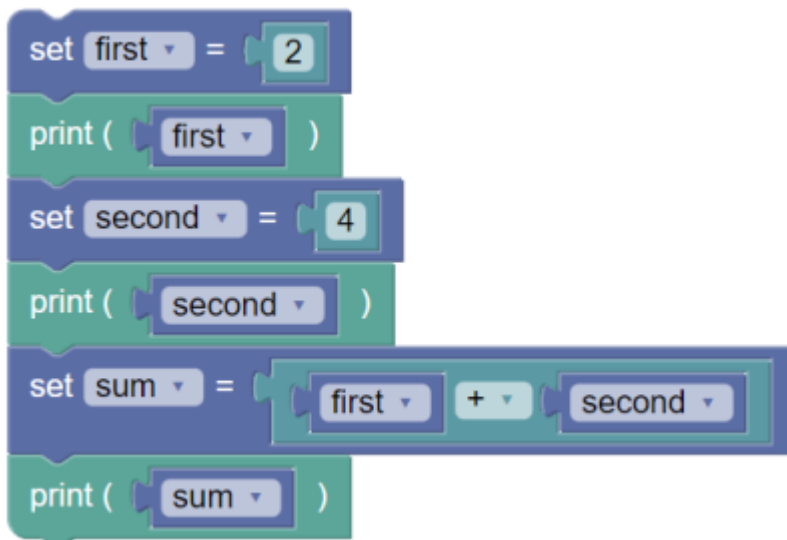 set first = 2
print ( first )
set second = 4
print ( second )
set sum = first + second
print ( sum )